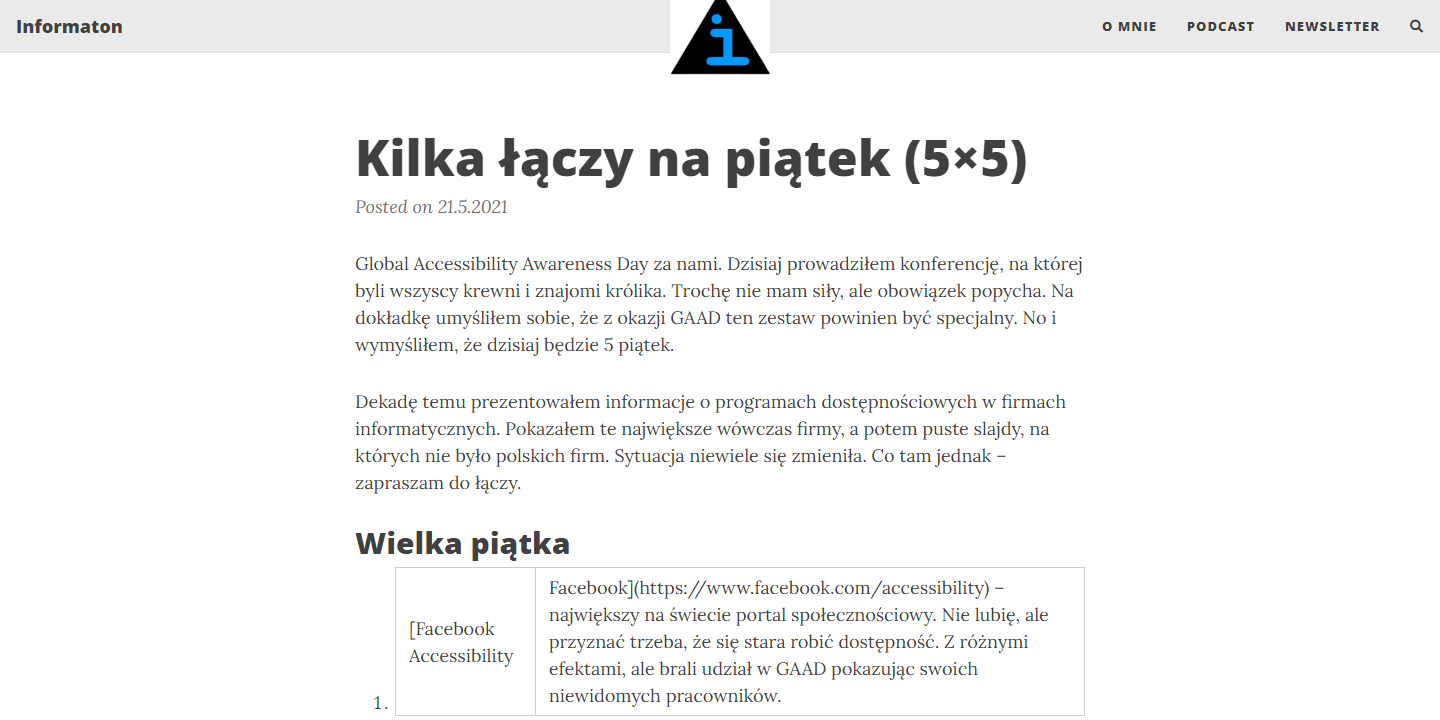 Informaton
i
O MNIE
PODCAST
NEWSLETTER
Kilka łączy na piątek (5×5)
Posted on 21.5.2021
Global Accessibility Awareness Day za nami. Dzisiaj prowadziłem konferencję, na której
byli wszyscy krewni i znajomi królika. Trochę nie mam siły, ale obowiązek popycha. Na
dokładkę umyśliłem sobie, że z okazji GAAD ten zestaw powinien być specjalny. No i
wymyśliłem, że dzisiaj będzie 5 piątek.
Dekadę temu prezentowałem informacje o programach dostępnościowych w firmach
informatycznych. Pokazałem te największe wówczas firmy, a potem puste slajdy, na
których nie było polskich firm. Sytuacja niewiele się zmieniła. Co tam jednak –
zapraszam do łączy.
Wielka piątka
1.
[Facebook
Accessibility
Facebook](https://www.facebook.com/accessibility) –
największy na świecie portal społecznościowy. Nie lubię, ale
przyznać trzeba, że się stara robić dostępność. Z różnymi
efektami, ale brali udział w GAAD pokazując swoich
niewidomych pracowników.